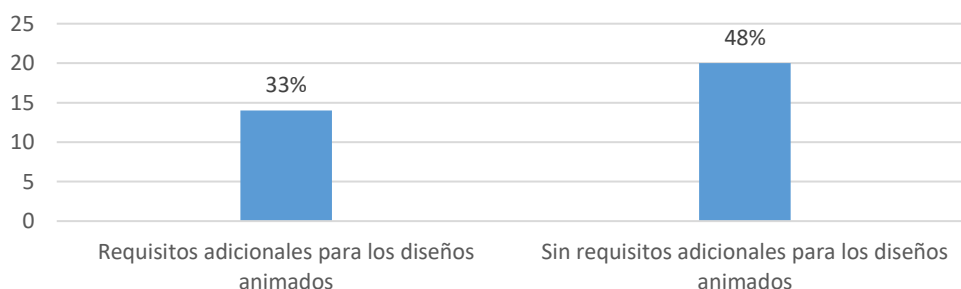 25
20
15
10
5
0
33%
48%
Requisitos adicionales para los diseños
animados
Sin requisitos adicionales para los diseños
animados